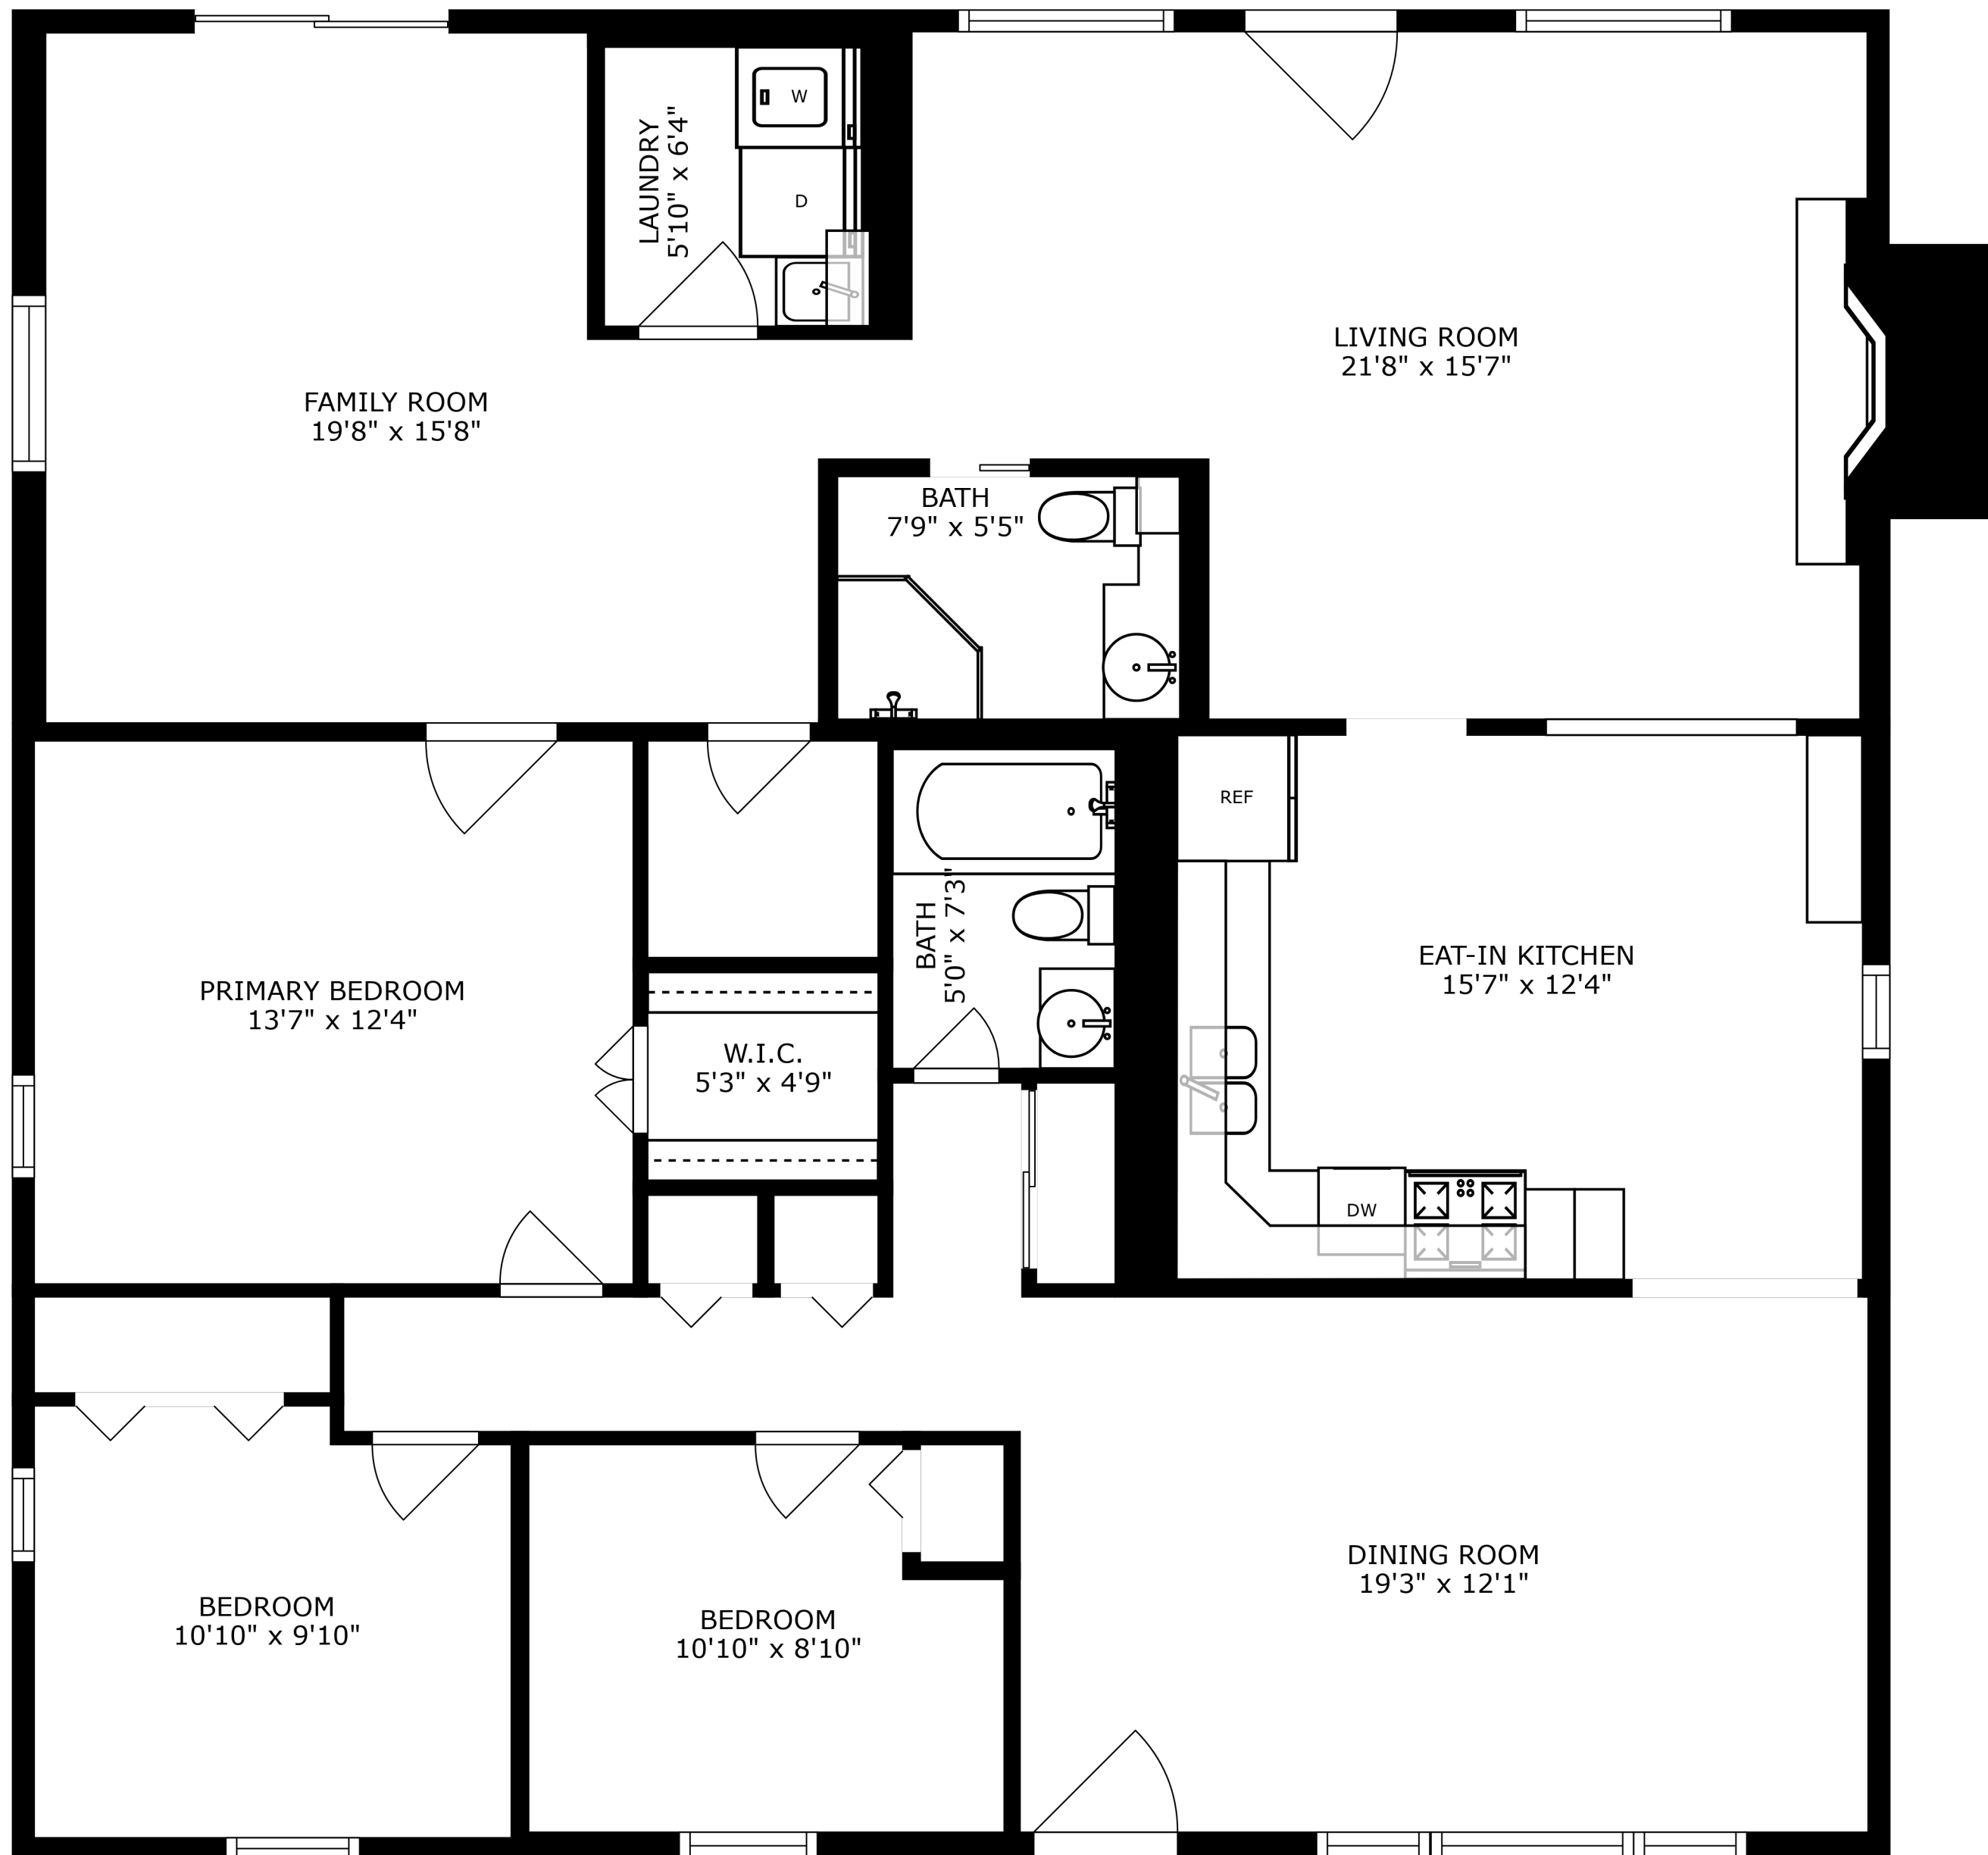 W
LAUNDRY
5'10" x 6'4"
D
LIVING ROOM
21'8" x 15'7"
FAMILY ROOM
19'8" x 15'8"
BATH
7'9" x 5'5"
REF
BATH
5'0" x 7'3"
EAT-IN KITCHEN
15'7" x 12'4"
PRIMARY BEDROOM
13'7" x 12'4"
W.I.C.
5'3" x 4'9"
DW
DINING ROOM
19'3" x 12'1"
BEDROOM
10'10" x 9'10"
BEDROOM
10'10" x 8'10"